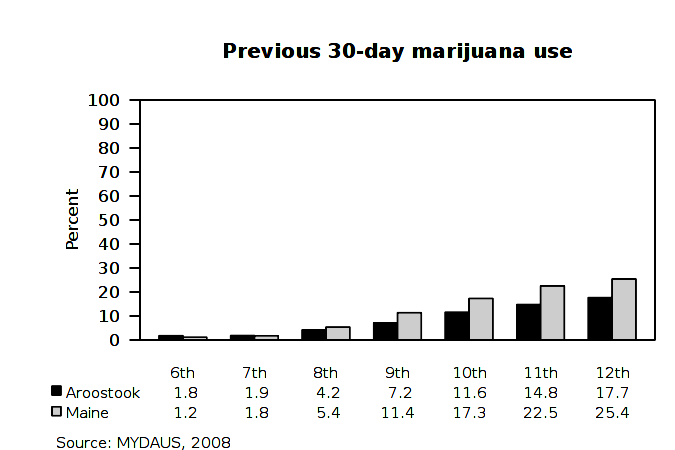 Previous 30-day marijuana use
Percent
100
90
80
70
60
50
40
30
20
10
0
6th 7th 8th 9th 10th 11th 12th
Aroostook 1.8 1.9 4.2 7.2 11.6 14.8 17.7
Maine 1.2 1.8 5.4 11.4 17.3 22.5 25.4
Source: MYDAUS, 2008